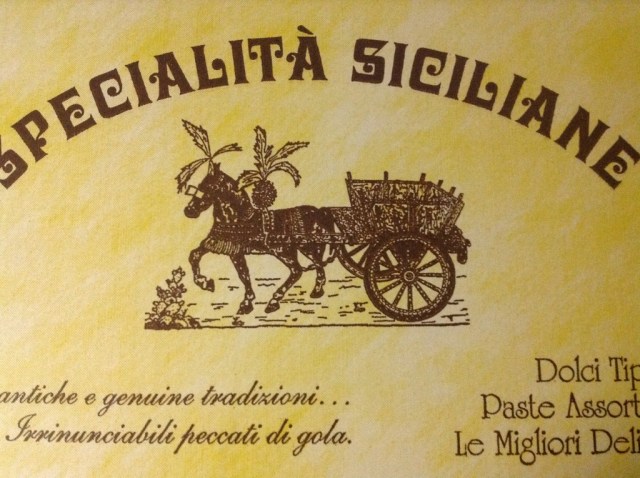 SPECIALITÀ SICILIANE
antiche e genuine tradizioni...
Irrinunciabili peccati di gola.
Dolci Tip
Paste Assort
Le Migliori Deli